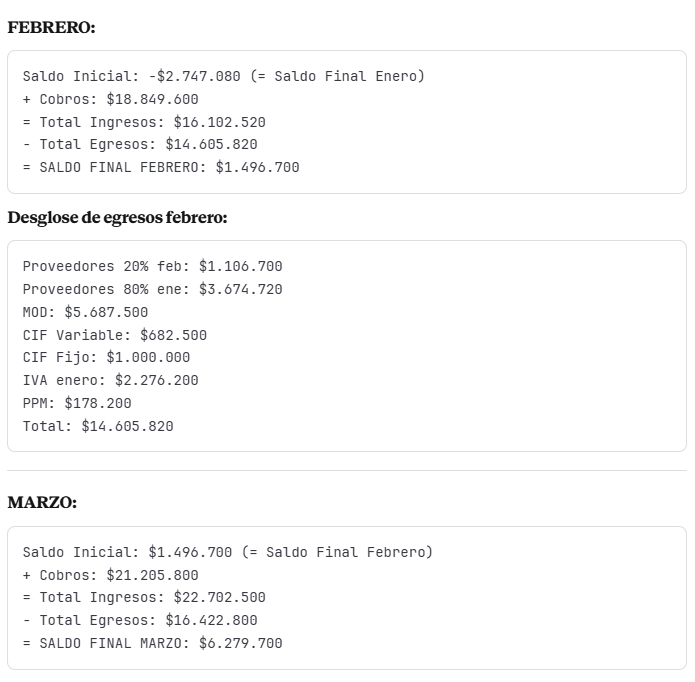 FEBRERO:
Saldo Inicial: -$2.747.080 (= Saldo Final Enero)
+ Cobros: $18.849.600
= Total Ingresos: $16.102.520
- Total Egresos: $14.605.820
= SALDO FINAL FEBRERO: $1.496.700
Desglose de egresos febrero:
Proveedores 20% feb: $1.106.700
Proveedores 80% ene: $3.674.720
MOD: $5.687.500
CIF Variable: $682.500
CIF Fijo: $1.000.000
IVA enero: $2.276.200
PPM: $178.200
Total: $14.605.820
MARZO:
Saldo Inicial: $1.496.700 (= Saldo Final Febrero)
+ Cobros: $21.205.800
= Total Ingresos: $22.702.500
- Total Egresos: $16.422.800
= SALDO FINAL MARZO: $6.279.700